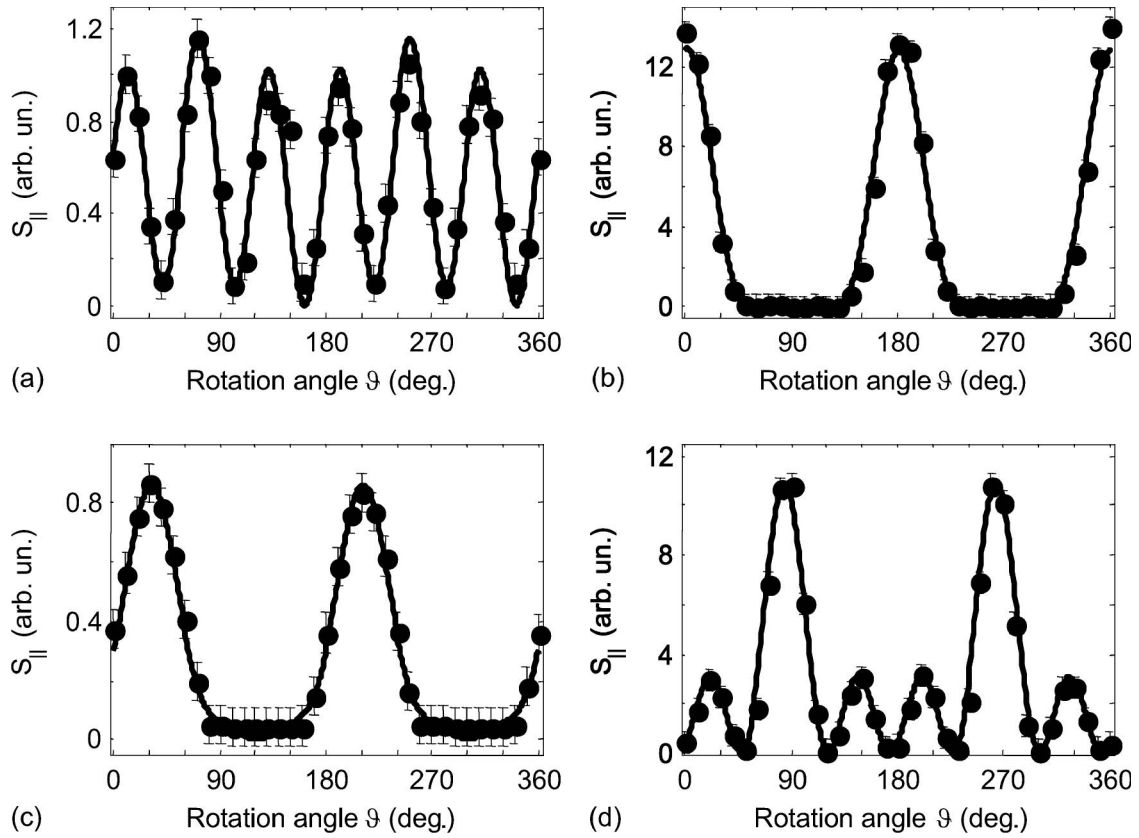 1.2
0.8
0.4
0
S|| (arb. un.)
0 90 180 270 360
(a) Rotation angle ϑ (deg.)
12
8
4
0
S|| (arb. un.)
0 90 180 270 360
(b) Rotation angle ϑ (deg.)
0.8
0.4
0
S|| (arb. un.)
0 90 180 270 360
(c) Rotation angle ϑ (deg.)
12
8
4
0
S|| (arb. un.)
0 90 180 270 360
(d) Rotation angle ϑ (deg.)